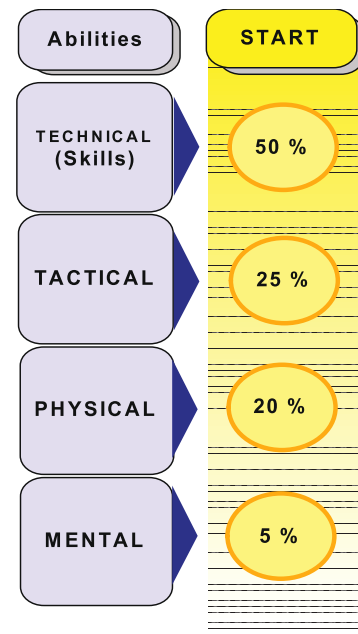 Abilities
START
TECHNICAL
(Skills)
50 %
TACTICAL
25 %
PHYSICAL
20 %
MENTAL
5 %